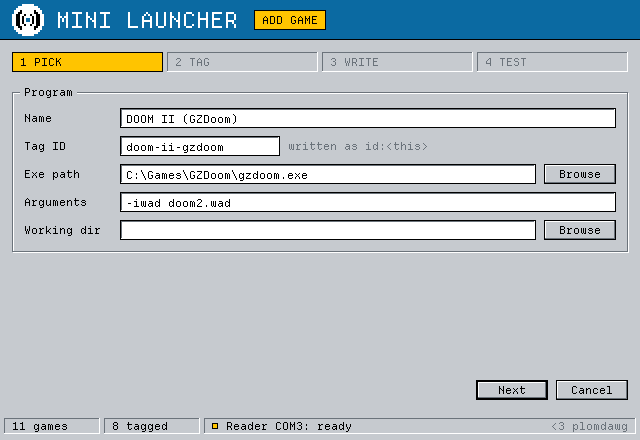 MINI LAUNCHER ADD GAME
1 PICK 2 TAG 3 WRITE 4 TEST
Program
Name DOOM II (GZDoom)
Tag ID doom-ii-gzdoom written as id:<this>
Exe path C:\Games\GZDoom\gzdoom.exe Browse
Arguments -iwad doom2.wad
Working dir Browse
Next Cancel
11 games 8 tagged Reader COM3: ready <3 plomdawg